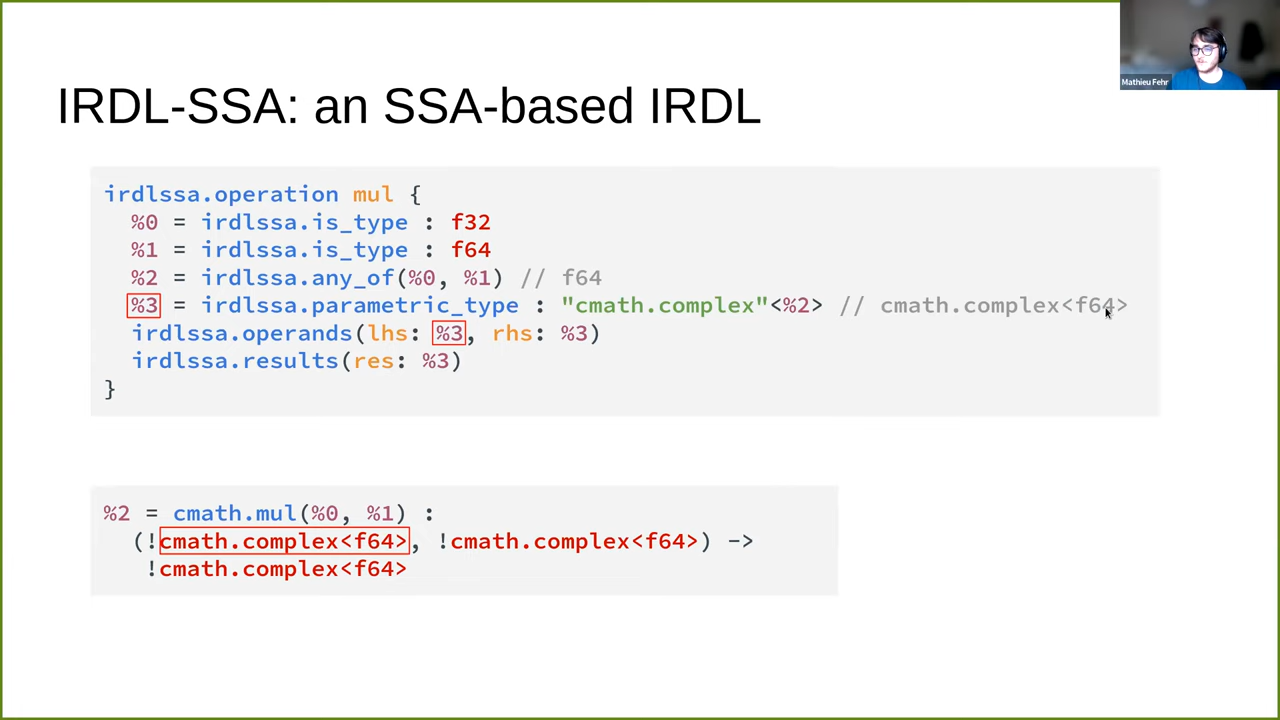 Mathieu Fehr
IRDL-SSA: an SSA-based IRDL
irdlssa.operation mul {
%0 = irdlssa.is_type : f32
%1 = irdlssa.is_type : f64
%2 = irdlssa.any_of(%0, %1) // f64
%3 = irdlssa.parametric_type : "cmath.complex"<%2> // cmath.complex<f64>
irdlssa.operands(lhs: %3, rhs: %3)
irdlssa.results(res: %3)
}
%2 = cmath.mul(%0, %1) :
(!cmath.complex<f64>, !cmath.complex<f64>) ->
!cmath.complex<f64>